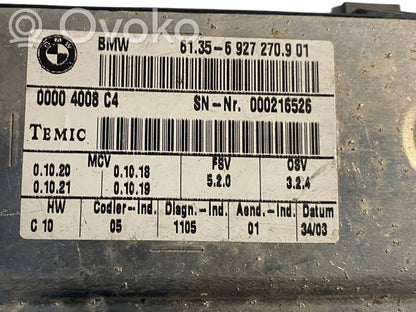 Ovoko
BMW 61.35-6 927 270.9 01
0000 4008 C4 SN-Nr. 000216526
TEMIC
MCV FSV OSV
0.10.20 0.10.18 5.2.0 3.2.4
0.10.21 0.10.19
HW Codier-Ind. Diagn.-Ind. Aend.-Ind. Datum
C 10 05 1105 01 34/03